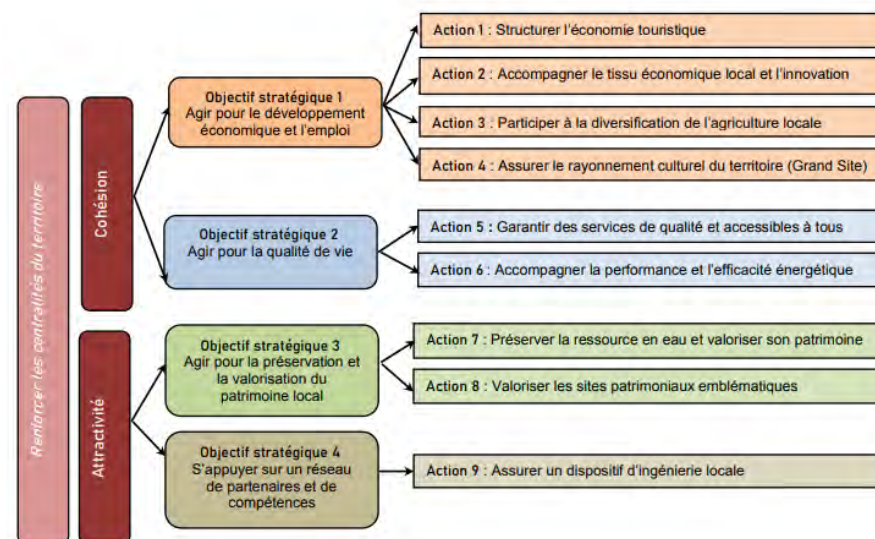 Renforcer les contralités du territoire
Cohésion
Objectif stratégique 1
Agir pour le développement
économique et l'emploi
Action 1 : Structurer l'économie touristique
Action 2 : Accompagner le tissu économique local et l'innovation
Action 3 : Participer à la diversification de l'agriculture locale
Action 4 : Assurer le rayonnement culturel du territoire (Grand Site)
Objectif stratégique 2
Agir pour la qualité de vie
Action 5 : Garantir des services de qualité et accessibles à tous
Action 6 : Accompagner la performance et l'efficacité énergétique
Attractivité
Objectif stratégique 3
Agir pour la préservation et
la valorisation du
patrimoine local
Action 7 : Préserver la ressource en eau et valoriser son patrimoine
Action 8 : Valoriser les sites patrimoniaux emblématiques
Objectif stratégique 4
S'appuyer sur un réseau
de partenaires et de
compétences
Action 9 : Assurer un dispositif d'ingénierie locale